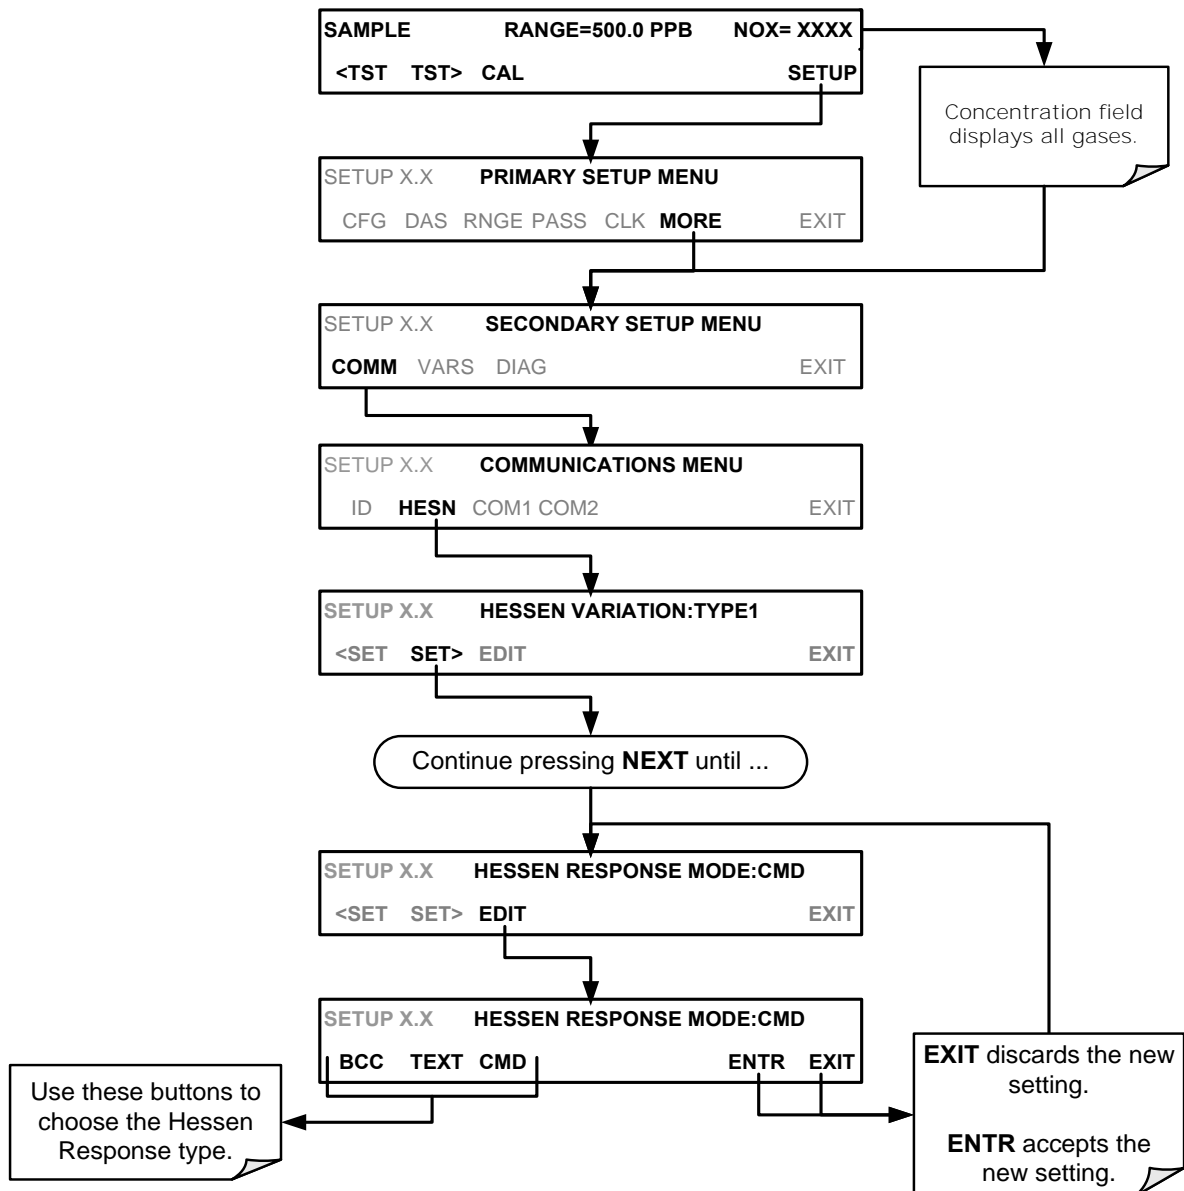 SAMPLE RANGE=500.0 PPB NOX= XXXX
<TST TST> CAL SETUP
Concentration field
displays all gases.
SETUP X.X PRIMARY SETUP MENU
CFG DAS RNGE PASS CLK MORE EXIT
SETUP X.X SECONDARY SETUP MENU
COMM VARS DIAG EXIT
SETUP X.X COMMUNICATIONS MENU
ID HESN COM1 COM2 EXIT
SETUP X.X HESSEN VARIATION:TYPE1
<SET SET> EDIT EXIT
Continue pressing NEXT until ...
SETUP X.X HESSEN RESPONSE MODE:CMD
<SET SET> EDIT EXIT
SETUP X.X HESSEN RESPONSE MODE:CMD
BCC TEXT CMD ENTR EXIT
Use these buttons to
choose the Hessen
Response type.
EXIT discards the new
setting.
ENTR accepts the
new setting.